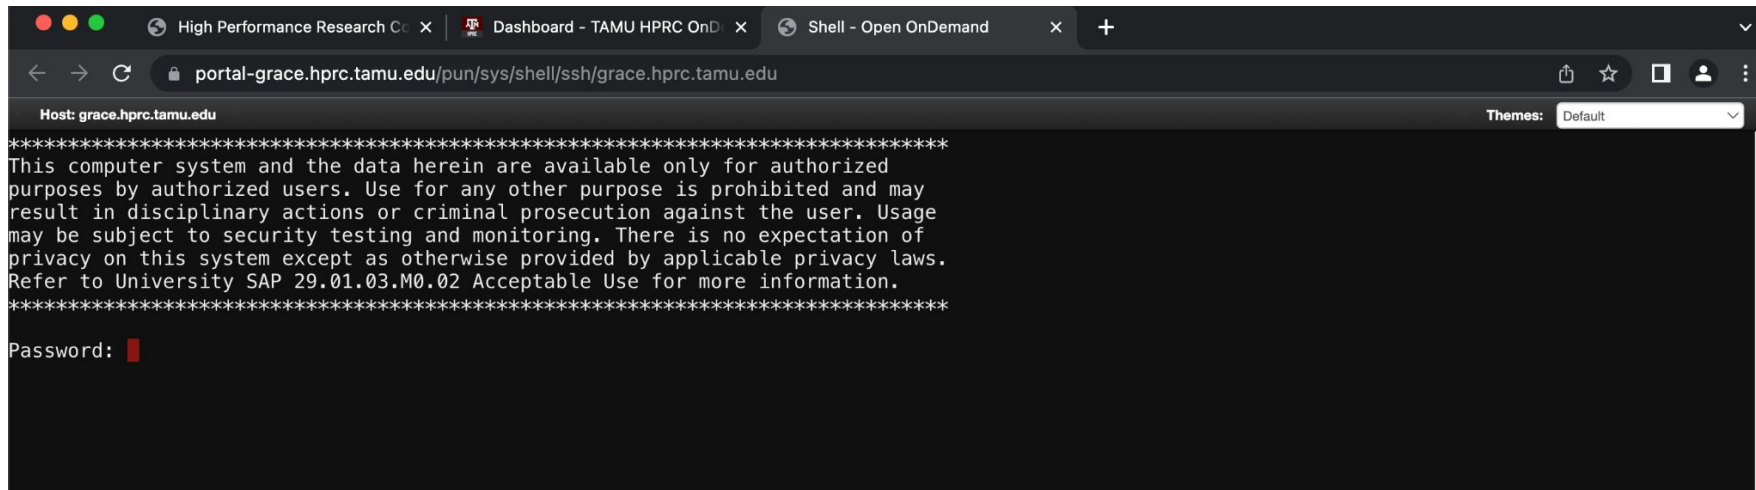 High Performance Research Co
Dashboard - TAMU HPRC OnD
Shell - Open OnDemand
portal-grace.hprc.tamu.edu/pun/sys/shell/ssh/grace.hprc.tamu.edu
Host: grace.hprc.tamu.edu
Themes: Default
*******************************************************************************
This computer system and the data herein are available only for authorized
purposes by authorized users. Use for any other purpose is prohibited and may
result in disciplinary actions or criminal prosecution against the user. Usage
may be subject to security testing and monitoring. There is no expectation of
privacy on this system except as otherwise provided by applicable privacy laws.
Refer to University SAP 29.01.03.M0.02 Acceptable Use for more information.
*******************************************************************************
Password: